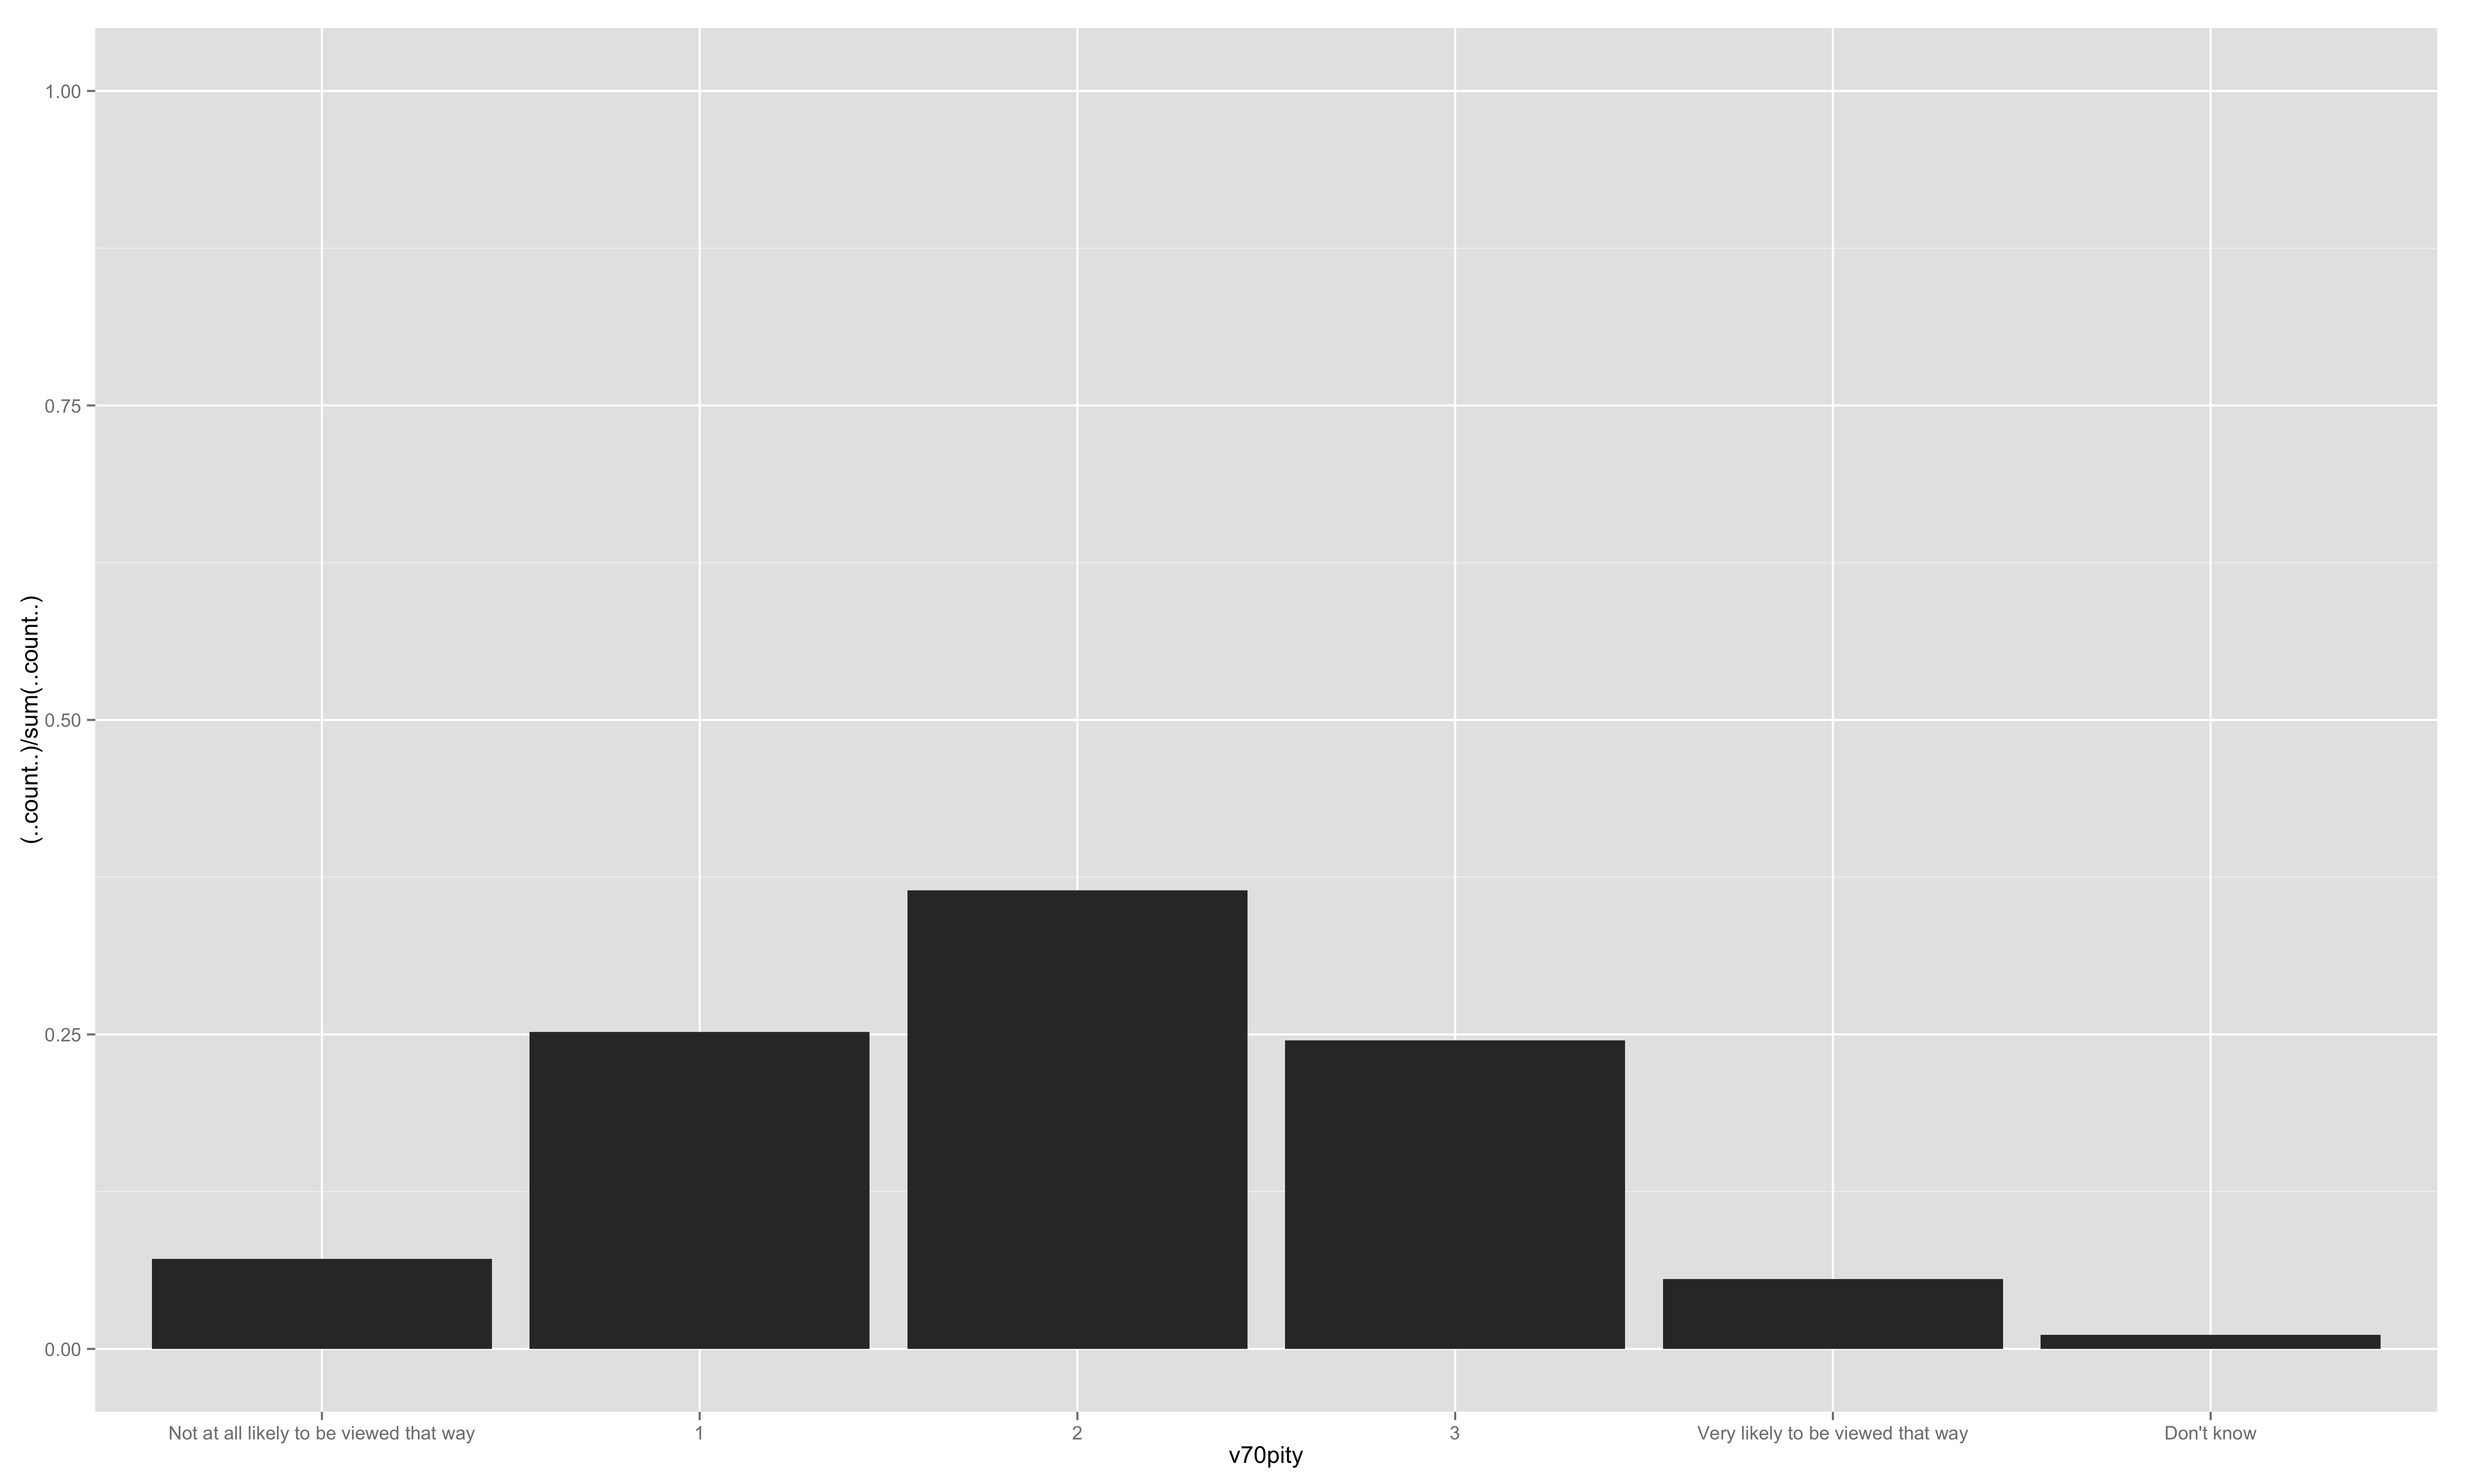 1.00
0.75
0.50
0.25
0.00
(..count..)/sum(..count..)
Not at all likely to be viewed that way
1
2
3
Very likely to be viewed that way
Don't know
v70pity